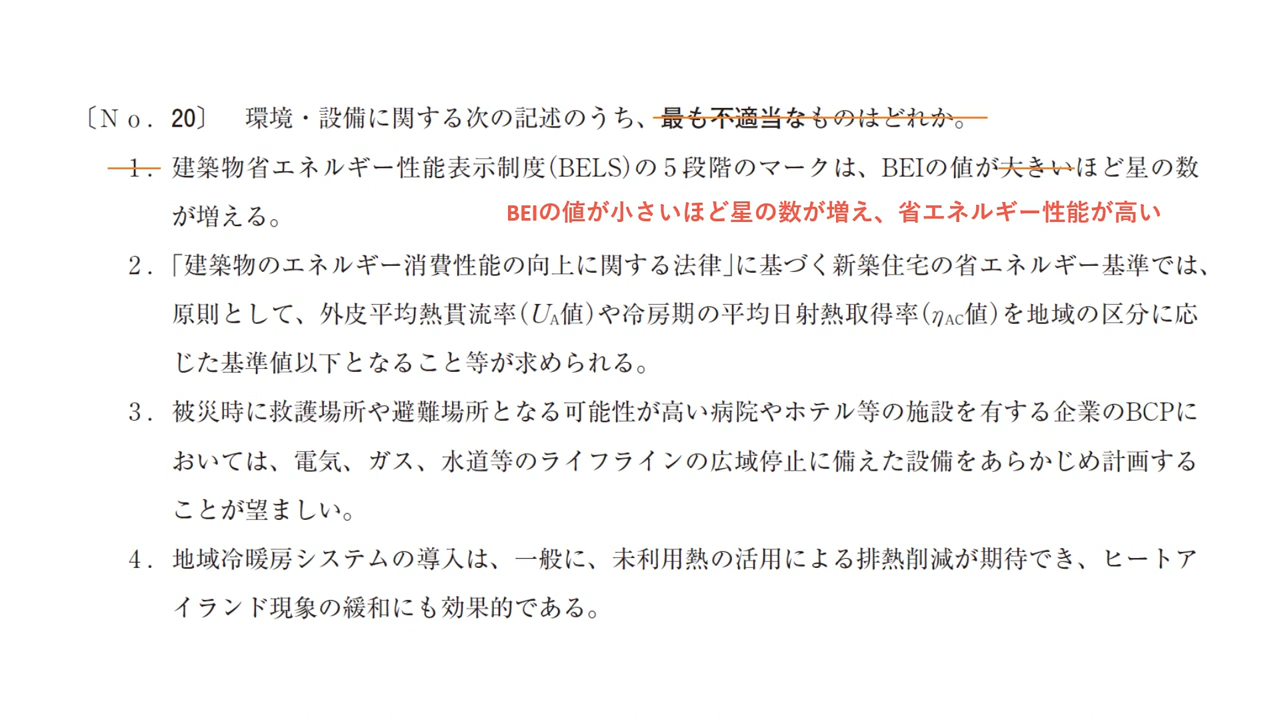 〔Ｎｏ．20〕　環境・設備に関する次の記述のうち、最も不適当なものはどれか。
１．建築物省エネルギー性能表示制度(BELS)の５段階のマークは、BEIの値が大きいほど星の数
が増える。
BEIの値が小さいほど星の数が増え、省エネルギー性能が高い
２．「建築物のエネルギー消費性能の向上に関する法律」に基づく新築住宅の省エネルギー基準では、
原則として、外皮平均熱貫流率(UA値)や冷房期の平均日射熱取得率(ηAC値)を地域の区分に応
じた基準値以下となること等が求められる。
３．被災時に救護場所や避難場所となる可能性が高い病院やホテル等の施設を有する企業のBCPに
おいては、電気、ガス、水道等のライフラインの広域停止に備えた設備をあらかじめ計画する
ことが望ましい。
４．地域冷暖房システムの導入は、一般に、未利用熱の活用による排熱削減が期待でき、ヒートア
イランド現象の緩和にも効果的である。